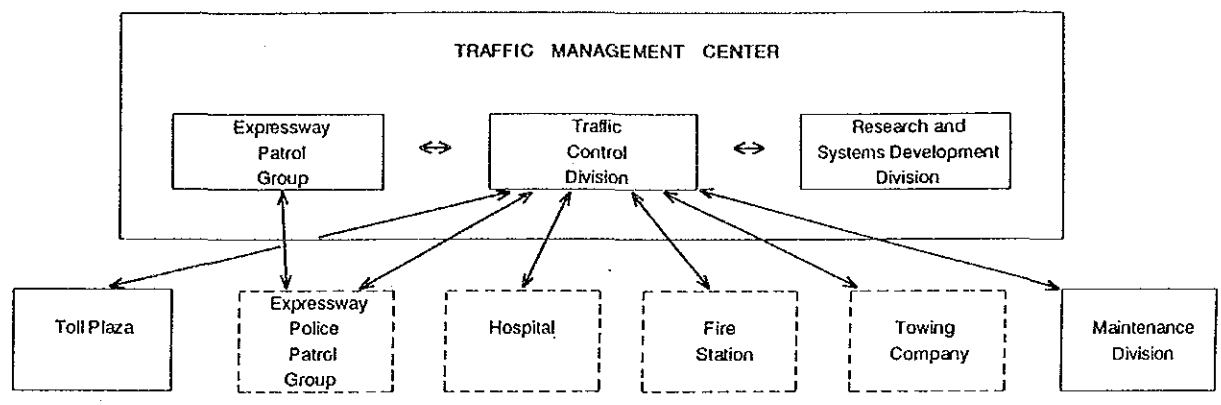 TRAFFIC MANAGEMENT CENTER
Expressway
Patrol
Group
Traffic
Control
Division
Research and
Systems Development
Division
Toll Plaza
Expressway
Police
Patrol
Group
Hospital
Fire
Station
Towing
Company
Maintenance
Division